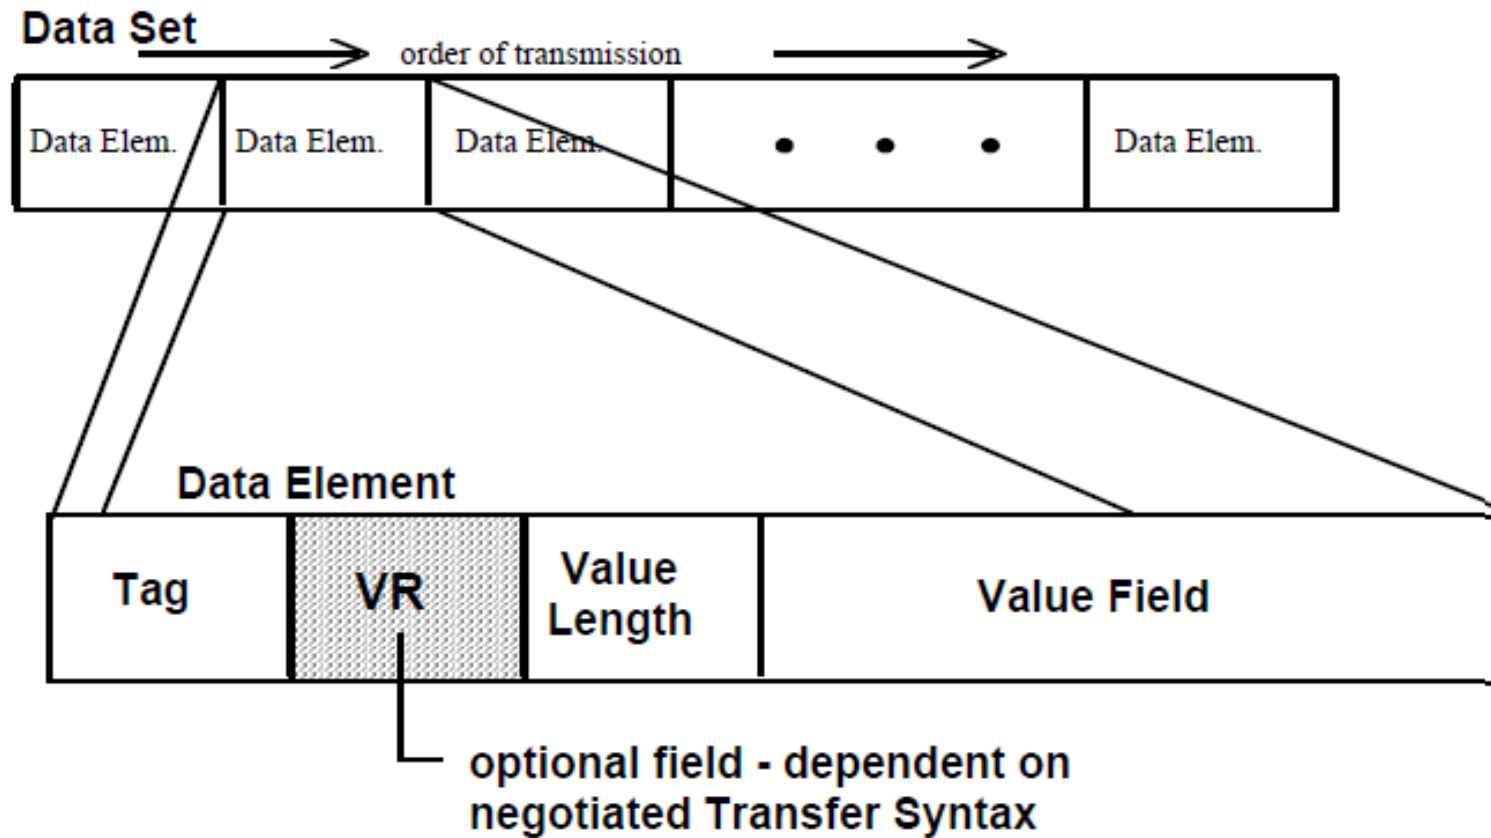 Data Set
order of transmission
Data Elem.
Data Elem.
Data Elem.
Data Elem.
Data Element
Tag
VR
Value
Length
Value Field
optional field - dependent on
negotiated Transfer Syntax